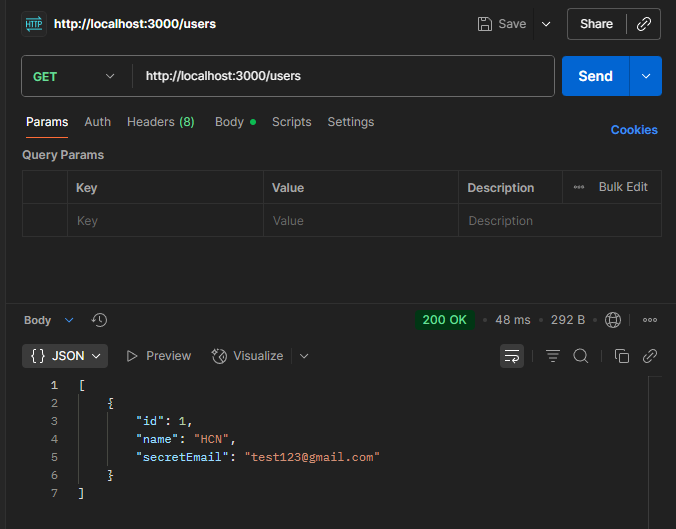 HTTP http://localhost:3000/users Save Share
GET http://localhost:3000/users Send
Params Auth Headers (8) Body Scripts Settings Cookies
Query Params
Key Value Description Bulk Edit
Key Value Description
Body 200 OK 48 ms 292 B
{} JSON Preview Visualize
1 [
2 {
3 "id": 1,
4 "name": "HCN",
5 "secretEmail": "test123@gmail.com"
6 }
7 ]